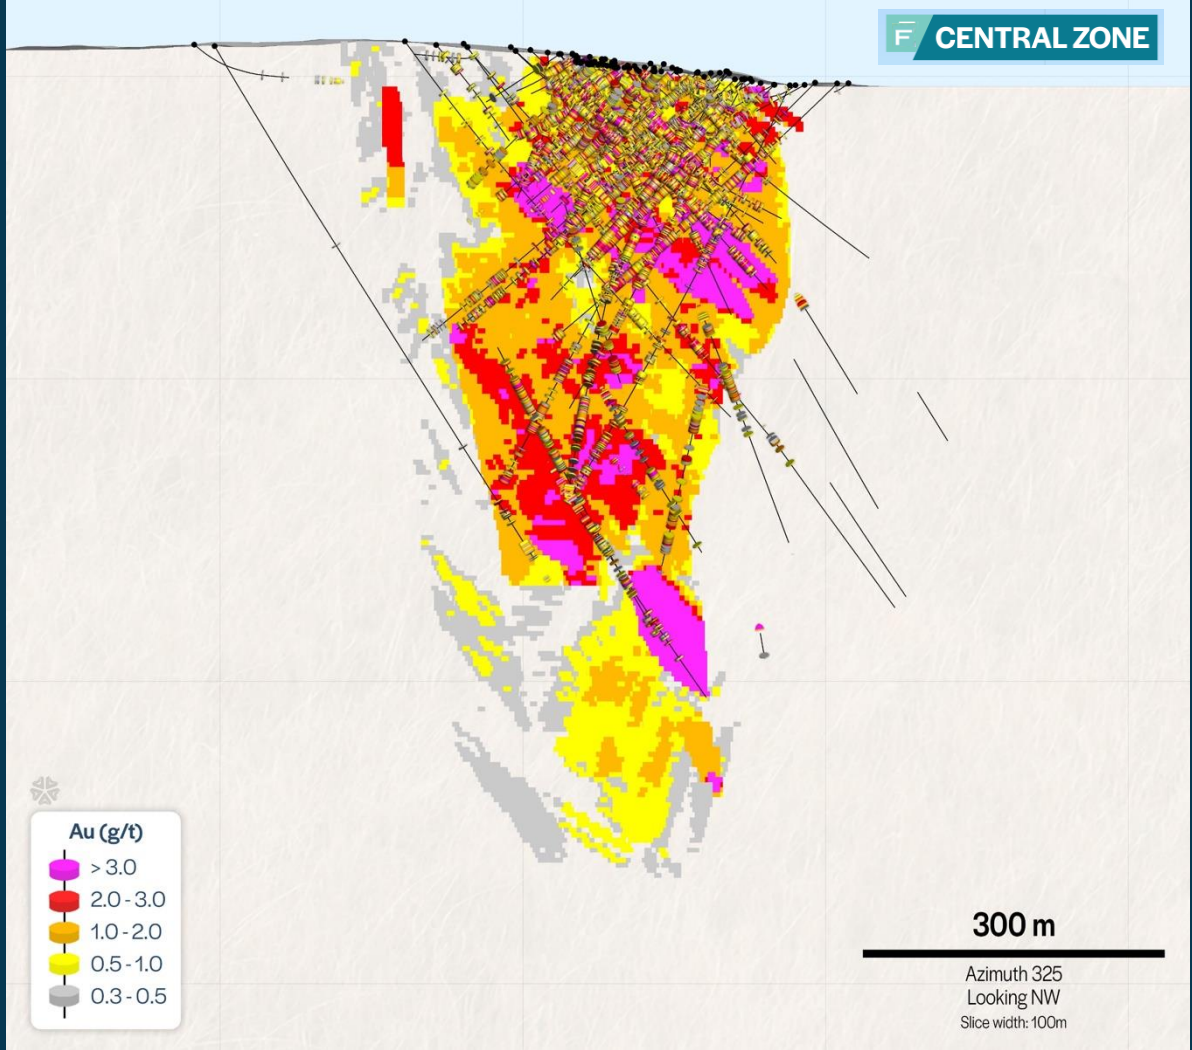 F CENTRAL ZONE
Au (g/t)
> 3.0
2.0 - 3.0
1.0 - 2.0
0.5 - 1.0
0.3 - 0.5
300 m
Azimuth 325
Looking NW
Slice width: 100m